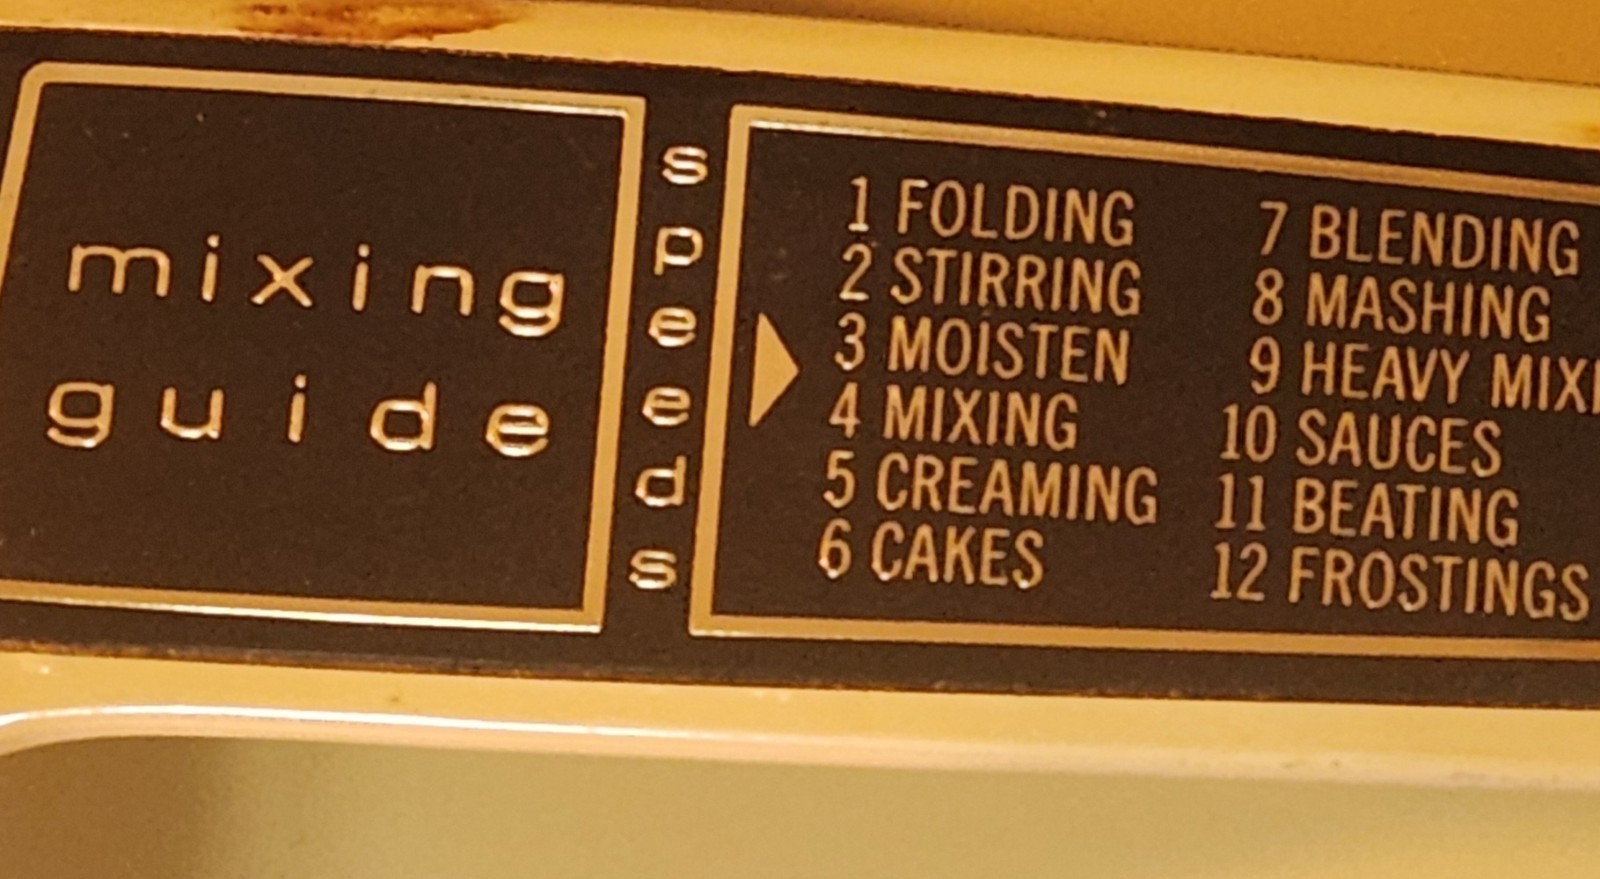 mixing
guide
speeds
1 FOLDING
2 STIRRING
3 MOISTEN
4 MIXING
5 CREAMING
6 CAKES
7 BLENDING
8 MASHING
9 HEAVY
10 SAUCES
11 BEATING
12 FROSTINGS